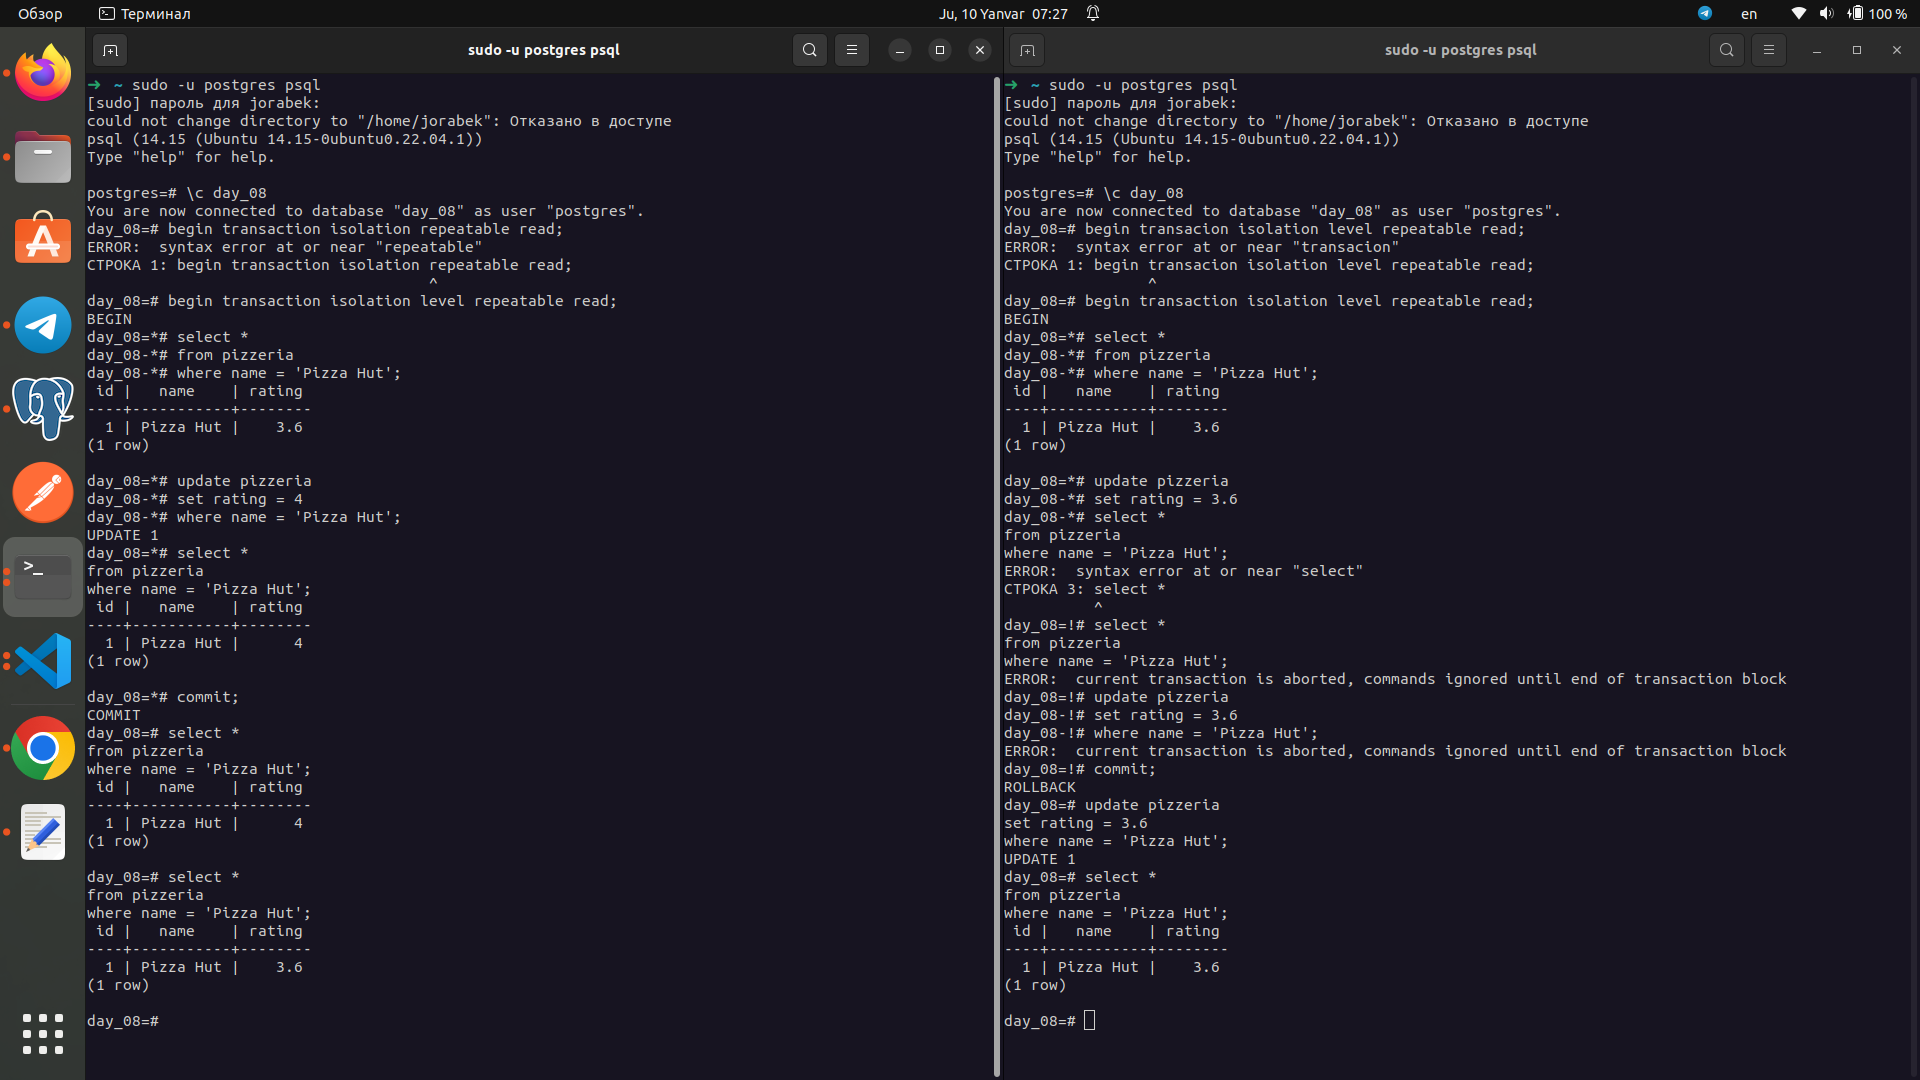 Обзор
Терминал
Ju, 10 Yanvar 07:27
en
100 %
sudo -u postgres psql
➜ ~ sudo -u postgres psql
[sudo] пароль для jorabek:
could not change directory to "/home/jorabek": Отказано в доступе
psql (14.15 (Ubuntu 14.15-0ubuntu0.22.04.1))
Type "help" for help.
postgres=# \c day_08
You are now connected to database "day_08" as user "postgres".
day_08=# begin transaction isolation repeatable read;
ERROR:  syntax error at or near "repeatable"
СТРОКА 1: begin transaction isolation repeatable read;
^
day_08=# begin transaction isolation level repeatable read;
BEGIN
day_08=*# select *
day_08-*# from pizzeria
day_08-*# where name = 'Pizza Hut';
id |   name    | rating
----+-----------+--------
1 | Pizza Hut |    3.6
(1 row)
day_08=*# update pizzeria
day_08-*# set rating = 4
day_08-*# where name = 'Pizza Hut';
UPDATE 1
day_08=*# select *
from pizzeria
where name = 'Pizza Hut';
id |   name    | rating
----+-----------+--------
1 | Pizza Hut |      4
(1 row)
day_08=*# commit;
COMMIT
day_08=# select *
from pizzeria
where name = 'Pizza Hut';
id |   name    | rating
----+-----------+--------
1 | Pizza Hut |      4
(1 row)
day_08=# select *
from pizzeria
where name = 'Pizza Hut';
id |   name    | rating
----+-----------+--------
1 | Pizza Hut |    3.6
(1 row)
day_08=#
sudo -u postgres psql
➜ ~ sudo -u postgres psql
[sudo] пароль для jorabek:
could not change directory to "/home/jorabek": Отказано в доступе
psql (14.15 (Ubuntu 14.15-0ubuntu0.22.04.1))
Type "help" for help.
postgres=# \c day_08
You are now connected to database "day_08" as user "postgres".
day_08=# begin transacion isolation level repeatable read;
ERROR:  syntax error at or near "transacion"
СТРОКА 1: begin transacion isolation level repeatable read;
^
day_08=# begin transaction isolation level repeatable read;
BEGIN
day_08=*# select *
day_08-*# from pizzeria
day_08-*# where name = 'Pizza Hut';
id |   name    | rating
----+-----------+--------
1 | Pizza Hut |    3.6
(1 row)
day_08=*# update pizzeria
day_08-*# set rating = 3.6
day_08-*# select *
from pizzeria
where name = 'Pizza Hut';
ERROR:  syntax error at or near "select"
СТРОКА 3: select *
^
day_08=!# select *
from pizzeria
where name = 'Pizza Hut';
ERROR:  current transaction is aborted, commands ignored until end of transaction block
day_08=!# update pizzeria
day_08-!# set rating = 3.6
day_08-!# where name = 'Pizza Hut';
ERROR:  current transaction is aborted, commands ignored until end of transaction block
day_08=!# commit;
ROLLBACK
day_08=# update pizzeria
set rating = 3.6
where name = 'Pizza Hut';
UPDATE 1
day_08=# select *
from pizzeria
where name = 'Pizza Hut';
id |   name    | rating
----+-----------+--------
1 | Pizza Hut |    3.6
(1 row)
day_08=#